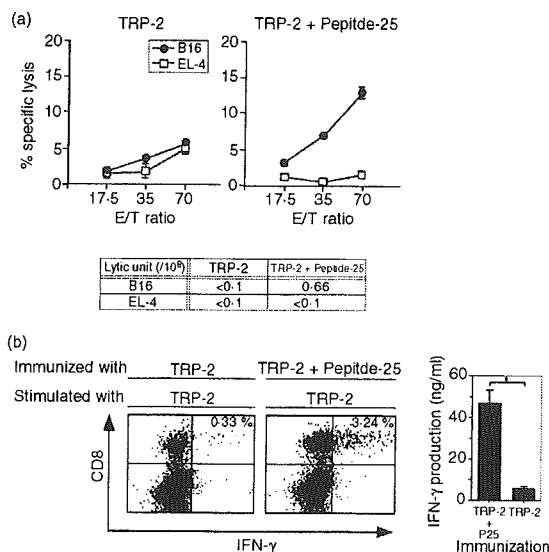 (a)
TRP-2
TRP-2 + Pepitde-25
B16
EL-4
% specific lysis
20
15
10
5
0
17·5 35 70
E/T ratio
20
15
10
5
0
17·5 35 70
E/T ratio
Lytic unit (/10⁶) TRP-2 TRP-2 + Peptide-25
B16 <0·1 0·66
EL-4 <0·1 <0·1
(b)
Immunized with TRP-2 TRP-2 + Pepitde-25
Stimulated with TRP-2 TRP-2
0·33 %
3·24 %
CD8
IFN-γ
IFN-γ production (ng/ml)
60
40
20
0
TRP-2 + P25
TRP-2
Immunization